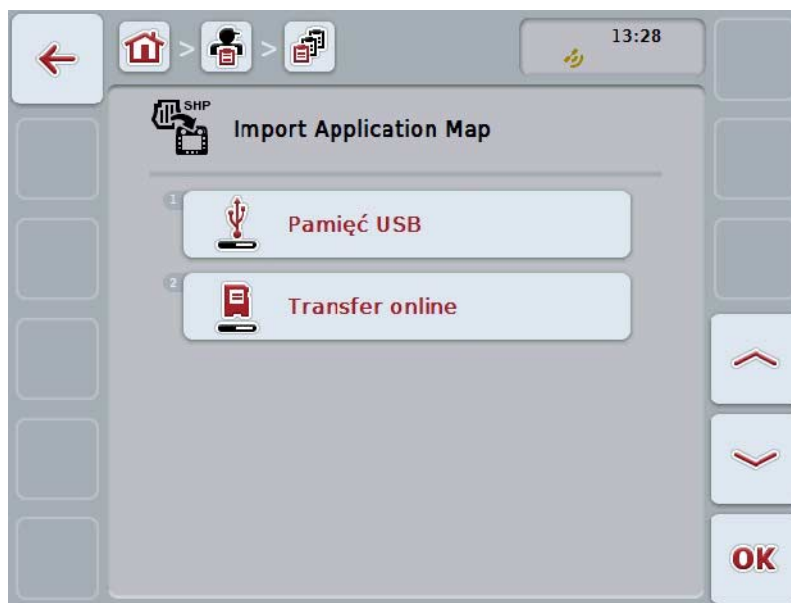 13:28
SHP
Import Application Map
1
Pamięć USB
2
Transfer online
OK